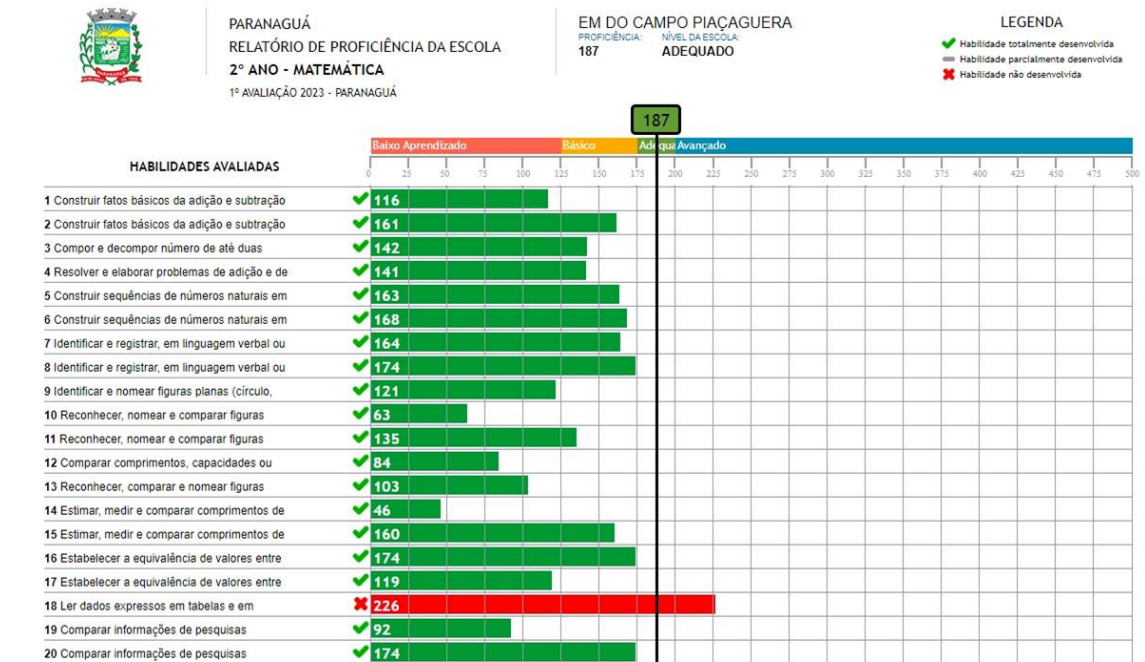 PARANAGUÁ
RELATÓRIO DE PROFICIÊNCIA DA ESCOLA
2º ANO - MATEMÁTICA
1º AVALIAÇÃO 2023 - PARANAGUÁ
EM DO CAMPO PIAÇAGUERA
PROFICIÊNCIA: NÍVEL DA ESCOLA:
187 ADEQUADO
LEGENDA
Habilidade totalmente desenvolvida
Habilidade parcialmente desenvolvida
Habilidade não desenvolvida
187
Baixo Aprendizado Básico Adequa Avançado
HABILIDADES AVALIADAS
0 25 50 75 100 125 150 175 200 225 250 275 300 325 350 375 400 425 450 475 500
1 Construir fatos básicos da adição e subtração 116
2 Construir fatos básicos da adição e subtração 161
3 Compor e decompor número de até duas 142
4 Resolver e elaborar problemas de adição e de 141
5 Construir sequências de números naturais em 163
6 Construir sequências de números naturais em 168
7 Identificar e registrar, em linguagem verbal ou 164
8 Identificar e registrar, em linguagem verbal ou 174
9 Identificar e nomear figuras planas (círculo, 121
10 Reconhecer, nomear e comparar figuras 63
11 Reconhecer, nomear e comparar figuras 135
12 Comparar comprimentos, capacidades ou 84
13 Reconhecer, comparar e nomear figuras 103
14 Estimar, medir e comparar comprimentos de 46
15 Estimar, medir e comparar comprimentos de 160
16 Estabelecer a equivalência de valores entre 174
17 Estabelecer a equivalência de valores entre 119
18 Ler dados expressos em tabelas e em 226
19 Comparar informações de pesquisas 92
20 Comparar informações de pesquisas 174